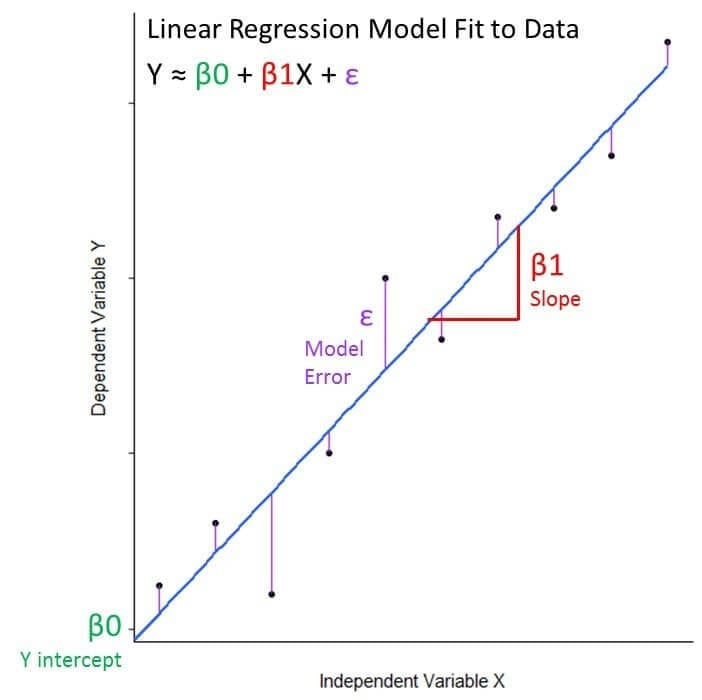 Linear Regression Model Fit to Data
Y ≈ β0 + β1X + ε
Dependent Variable Y
β1
Slope
ε
Model
Error
β0
Y intercept
Independent Variable X